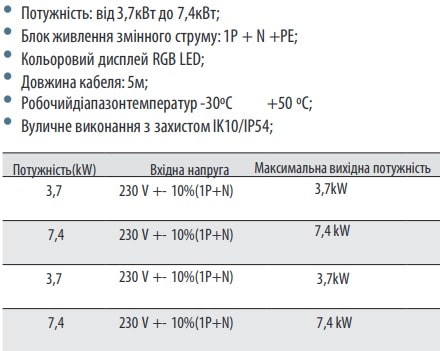 Потужність: від 3,7кВт до 7,4кВт;
Блок живлення змінного струму: 1P + N +PE;
Кольоровий дисплей RGB LED;
Довжина кабеля: 5м;
Робочийдіапазонтемператур -30ºC +50 ºC;
Вуличне виконання з захистом IK10/IP54;
Потужність(kW) Вхідна напруга Максимальна вихідна потужність
3,7 230 V +- 10%(1P+N) 3,7kW
7,4 230 V +- 10%(1P+N) 7,4 kW
3,7 230 V +- 10%(1P+N) 3,7kW
7,4 230 V +- 10%(1P+N) 7,4 kW